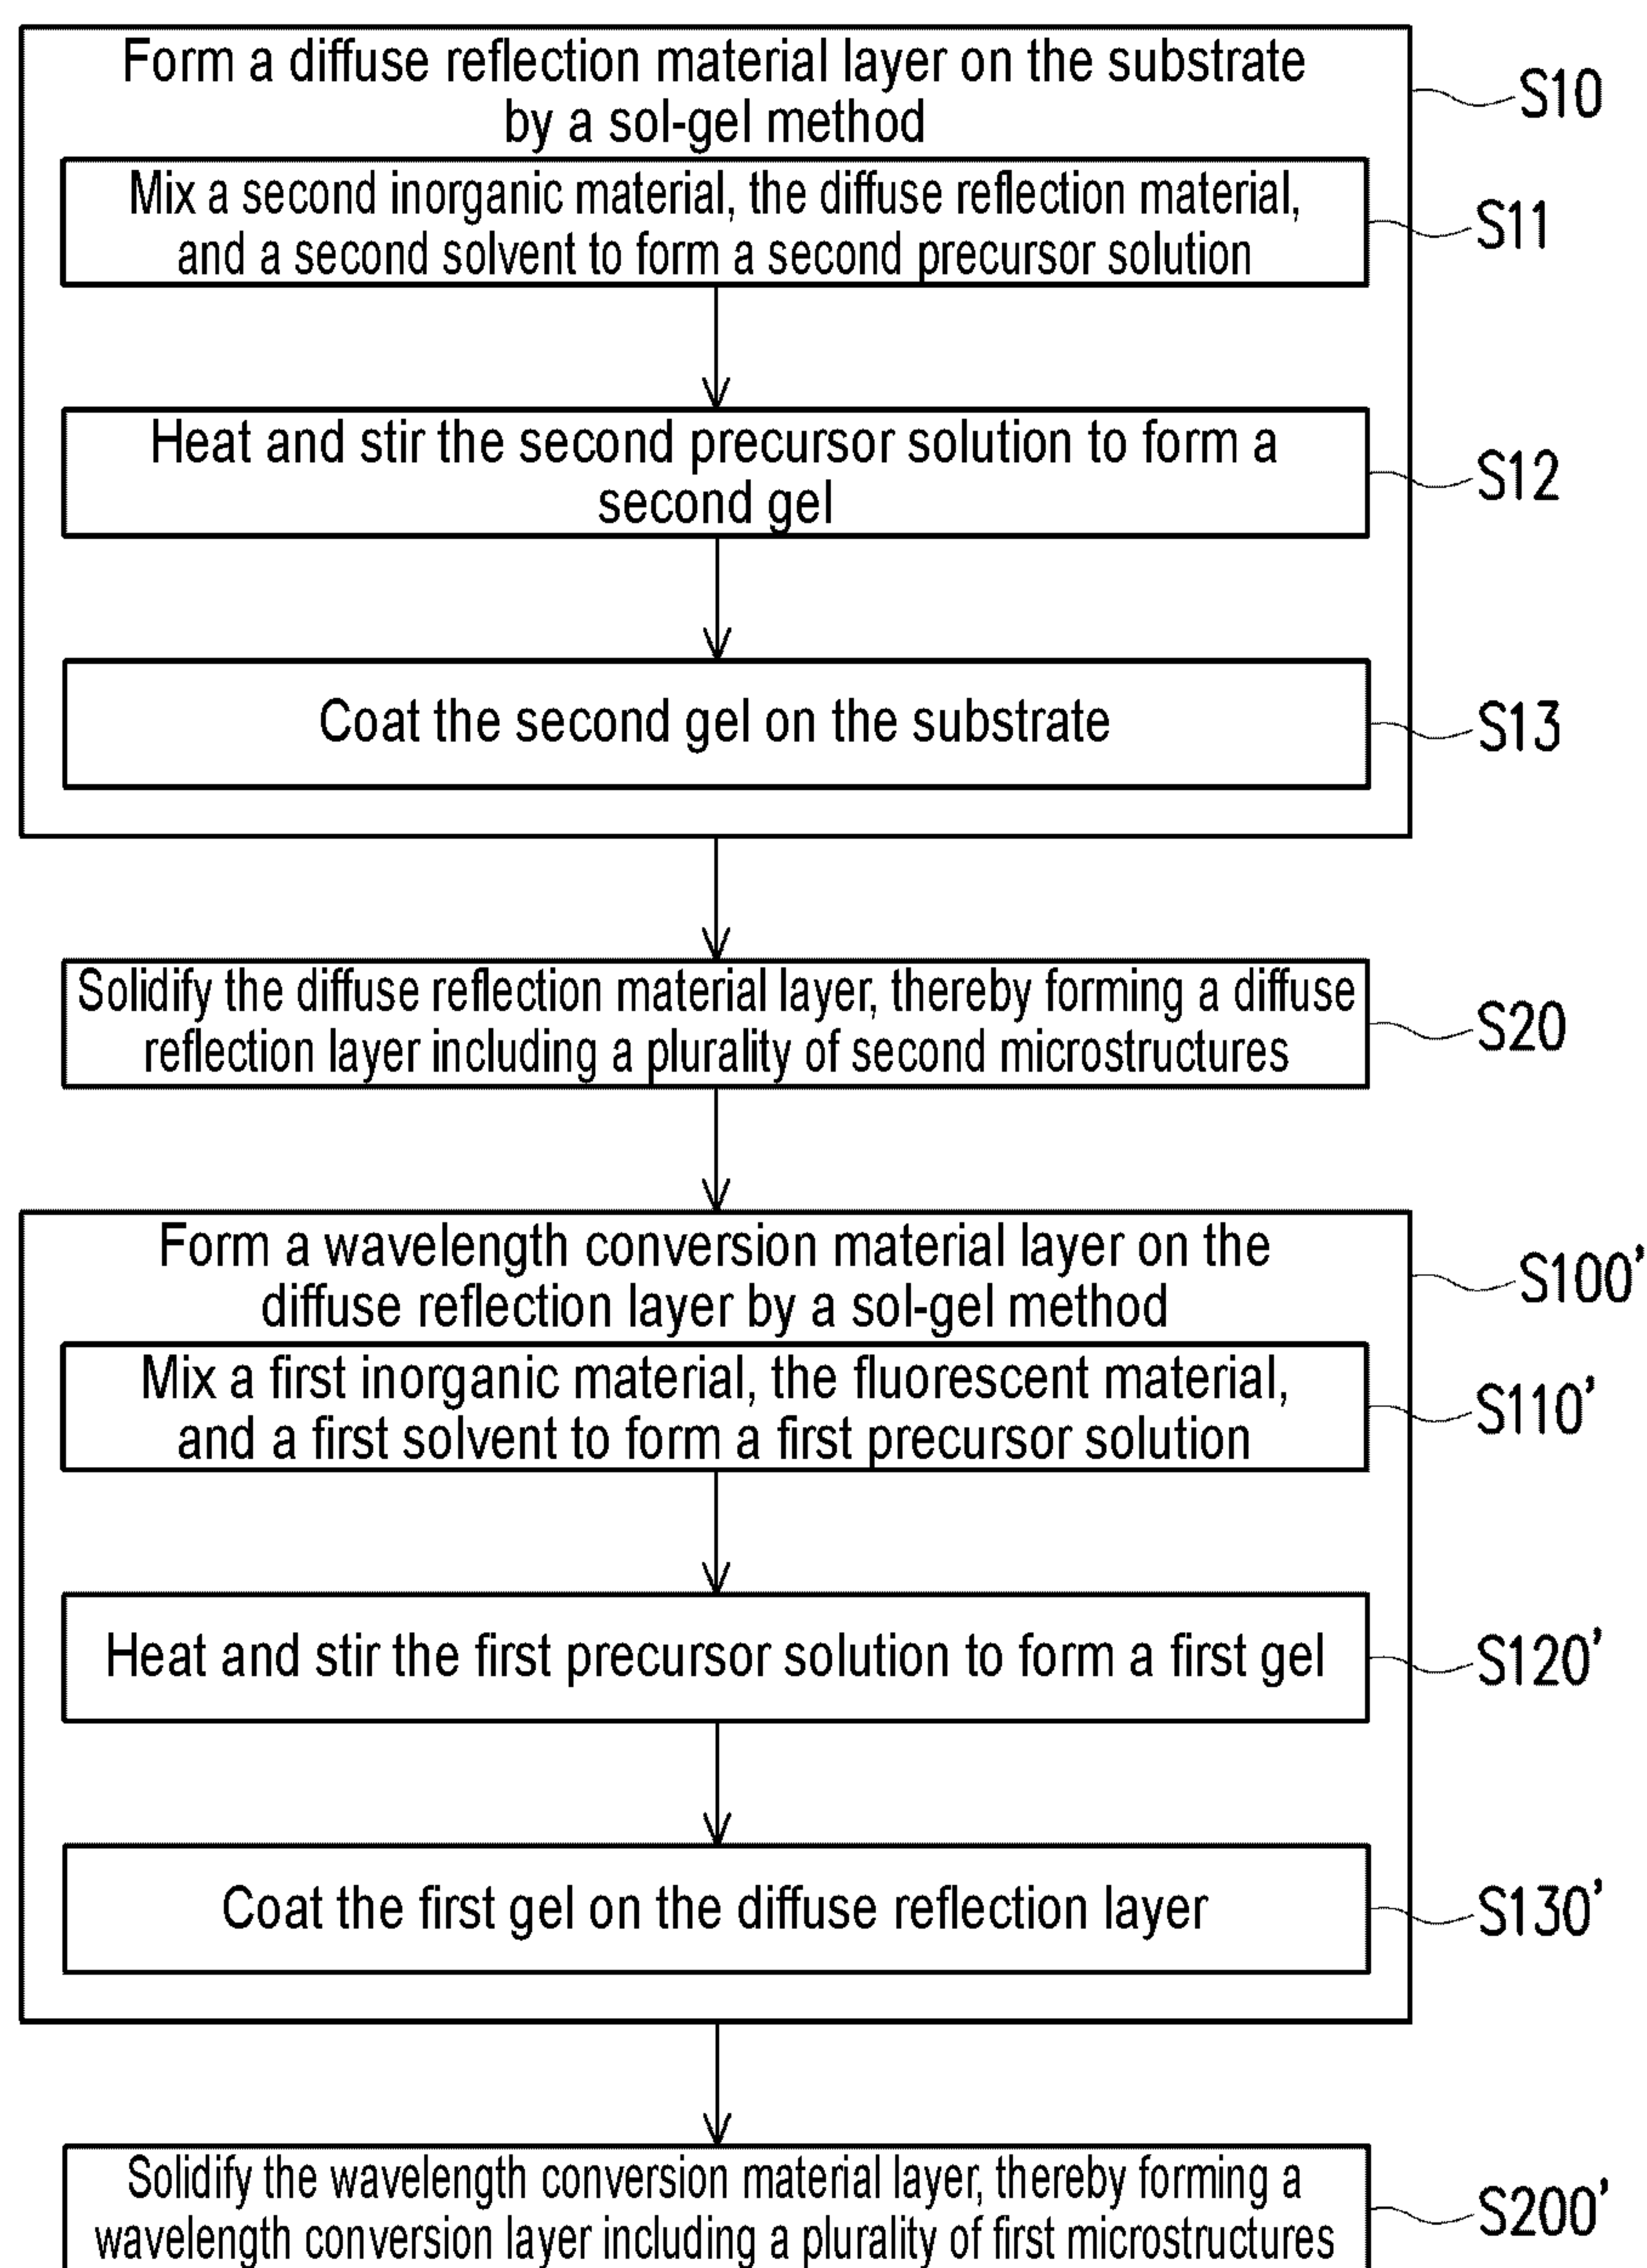 Form a diffuse reflection material layer on the substrate
by a sol-gel method
S10
Mix a second inorganic material, the diffuse reflection material,
and a second solvent to form a second precursor solution
S11
Heat and stir the second precursor solution to form a
second gel
S12
Coat the second gel on the substrate
S13
Solidify the diffuse reflection material layer, thereby forming a diffuse
reflection layer including a plurality of second microstructures
S20
Form a wavelength conversion material layer on the
diffuse reflection layer by a sol-gel method
S100'
Mix a first inorganic material, the fluorescent material,
and a first solvent to form a first precursor solution
S110'
Heat and stir the first precursor solution to form a first gel
S120'
Coat the first gel on the diffuse reflection layer
S130'
Solidify the wavelength conversion material layer, thereby forming a
wavelength conversion layer including a plurality of first microstructures
S200'